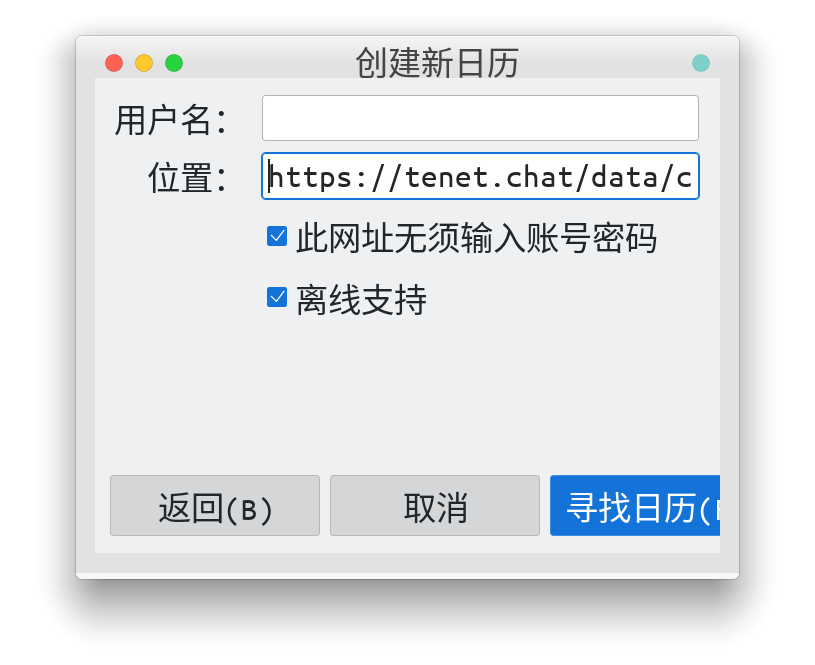 创建新日历
用户名：
位置： https://tenet.chat/data/c
此网址无须输入账号密码
离线支持
返回(B) 取消 寻找日历(